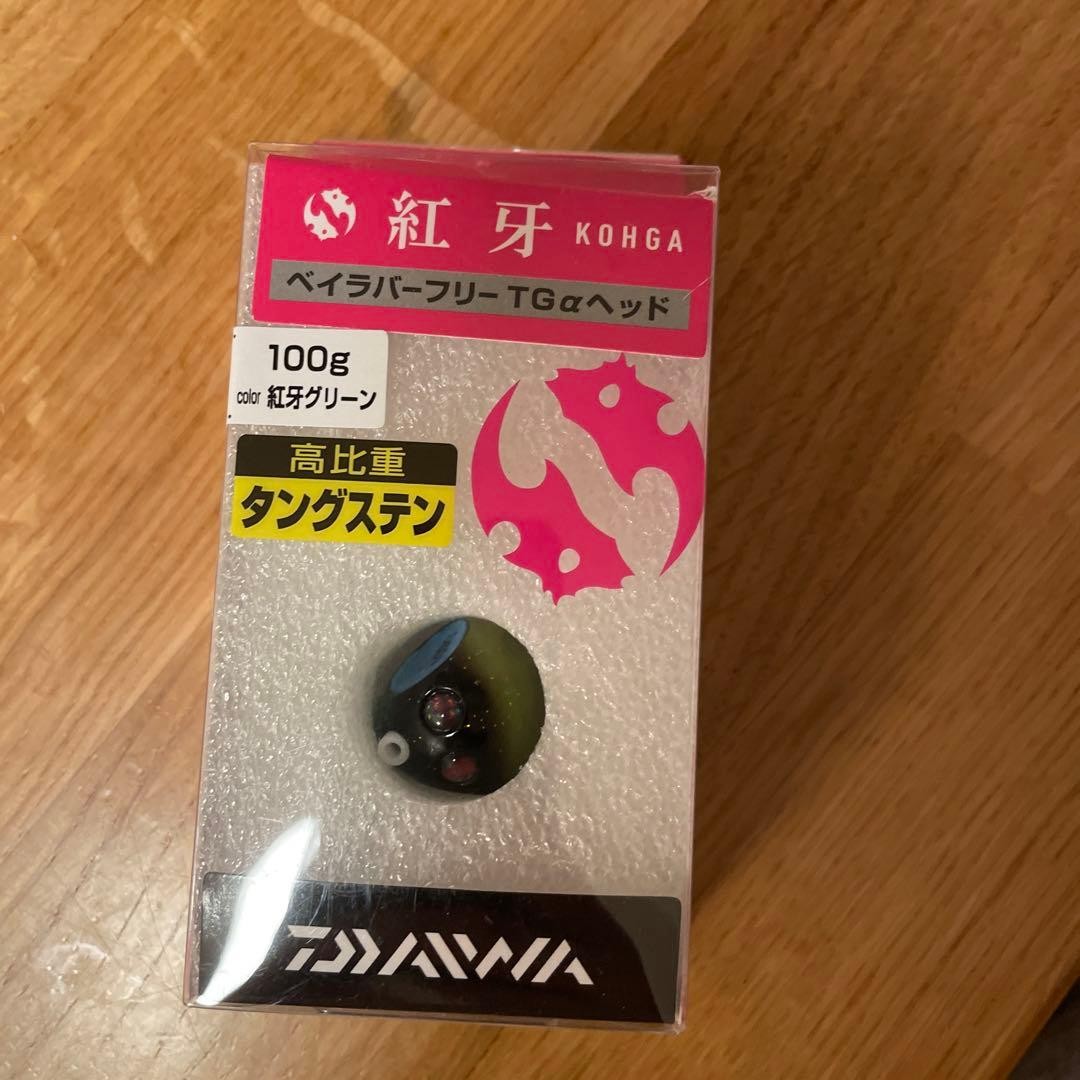 紅牙 KOHGA
ベイラバーフリーTGαヘッド
100g
color 紅牙グリーン
高比重
タングステン
DAIWA